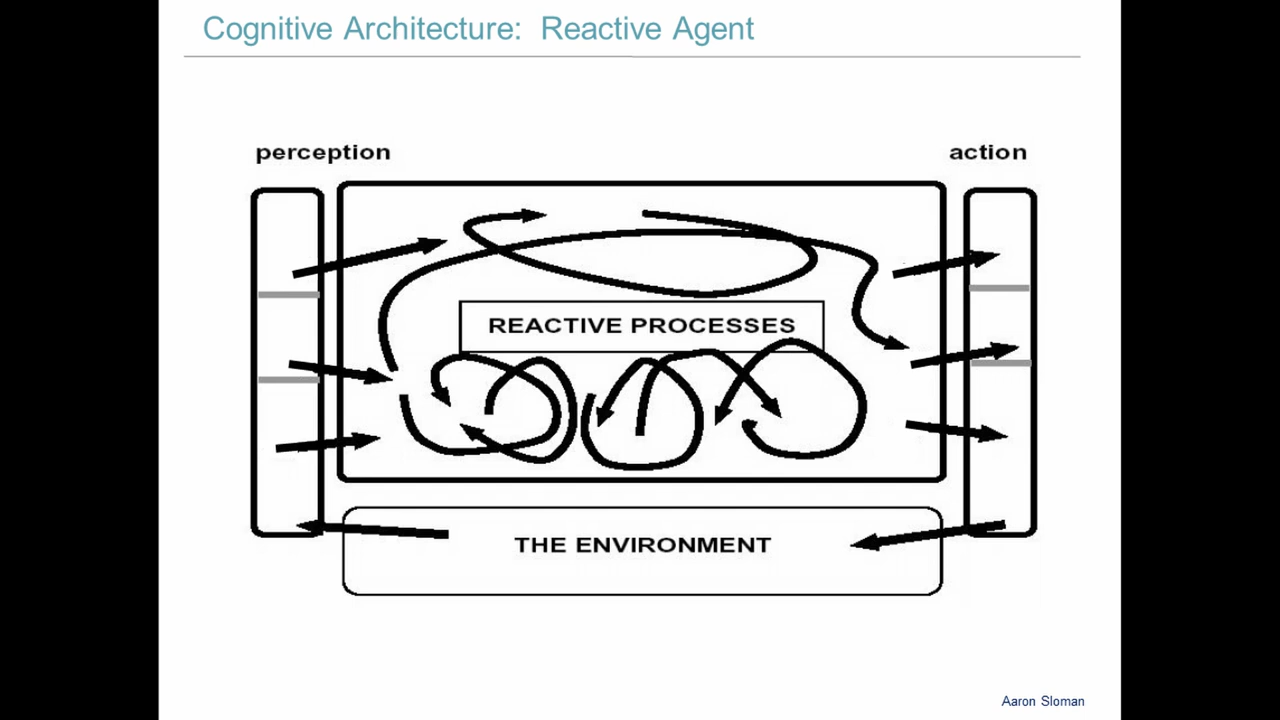 Cognitive Architecture: Reactive Agent
perception
action
REACTIVE PROCESSES
THE ENVIRONMENT
Aaron Sloman